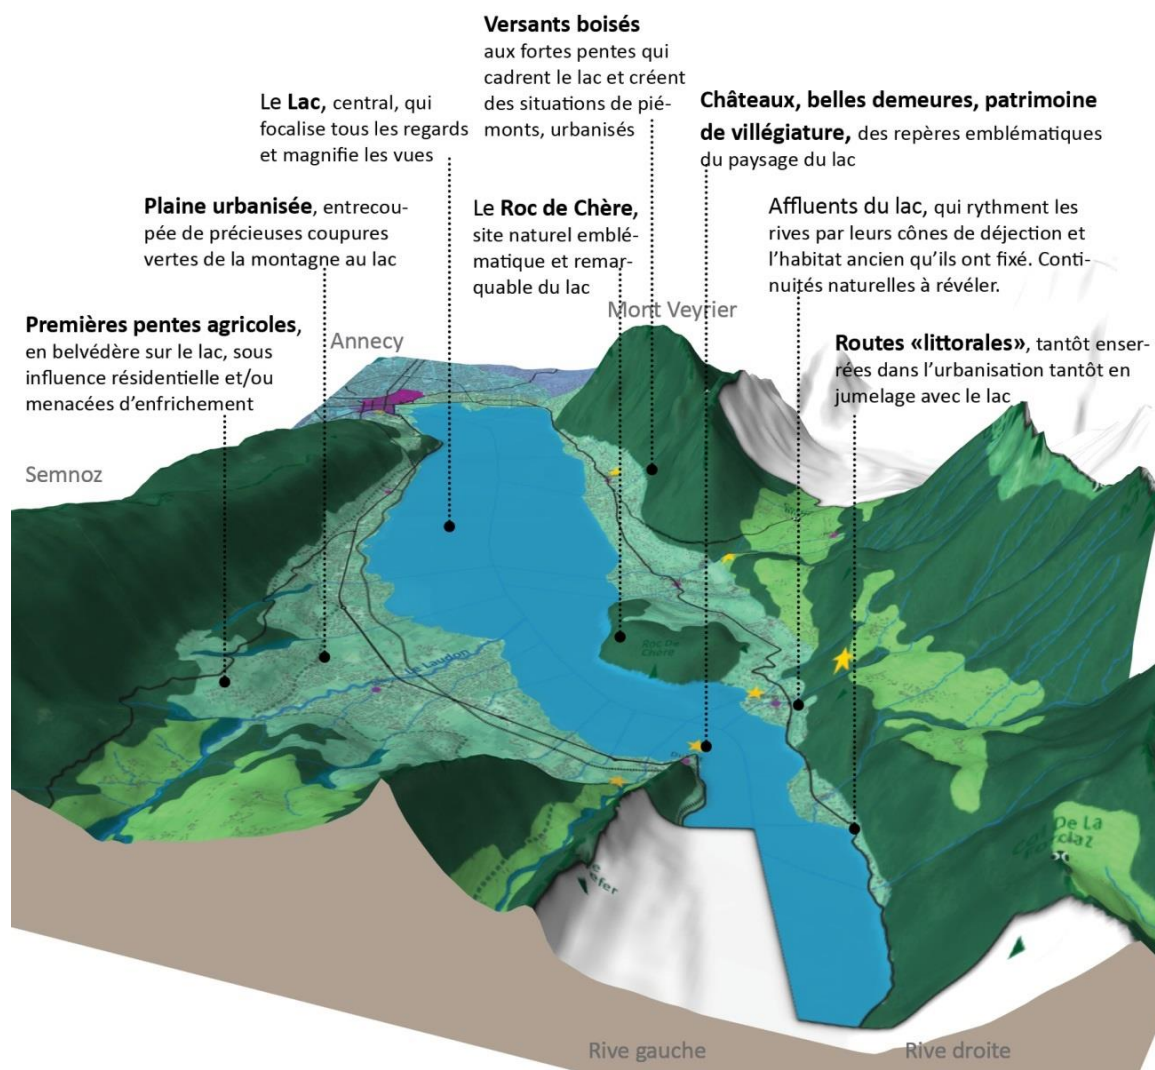 Versants boisés
aux fortes pentes qui
cadrent le lac et créent
des situations de pié-
monts, urbanisés
Le Lac, central, qui
focalise tous les regards
et magnifie les vues
Châteaux, belles demeures, patrimoine
de villégiature, des repères emblématiques
du paysage du lac
Plaine urbanisée, entrecou-
pée de précieuses coupures
vertes de la montagne au lac
Le Roc de Chère,
site naturel emblé-
matique et remar-
quable du lac
Affluents du lac, qui rythment les
rives par leurs cônes de déjection et
l'habitat ancien qu'ils ont fixé. Conti-
nuités naturelles à révéler.
Premières pentes agricoles,
en belvédère sur le lac, sous
influence résidentielle et/ou
menacées d'enfrichement
Annecy
Mont Veyrier
Routes «littorales», tantôt enser-
rées dans l'urbanisation tantôt en
jumelage avec le lac
Semnoz
Roc De
Chère
Le Laudon
De La
Rive gauche
Rive droite